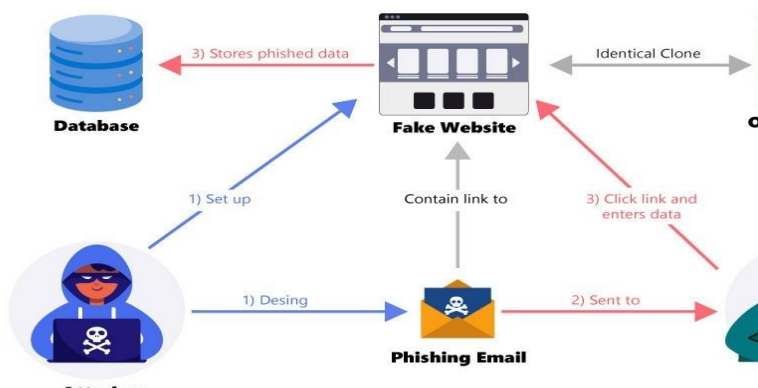 3) Stores phished data
Identical Clone
Database
Fake Website
1) Set up
Contain link to
3) Click link and
enters data
1) Desing
2) Sent to
Phishing Email